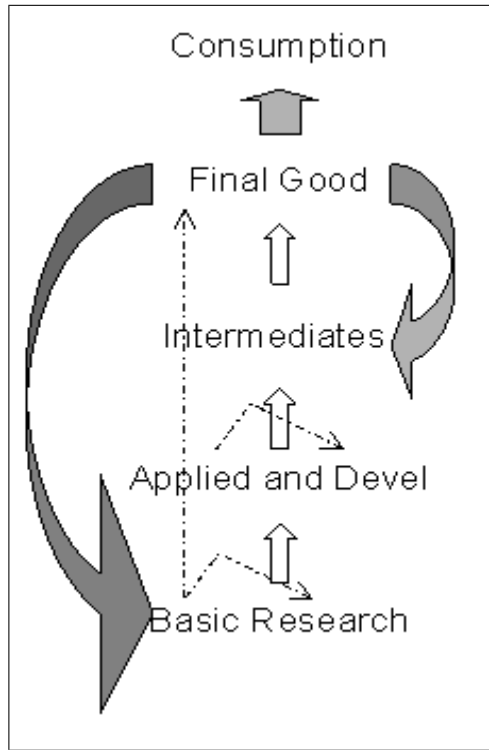 Consumption
Final Good
Intermediates
Applied and Devel
Basic Research